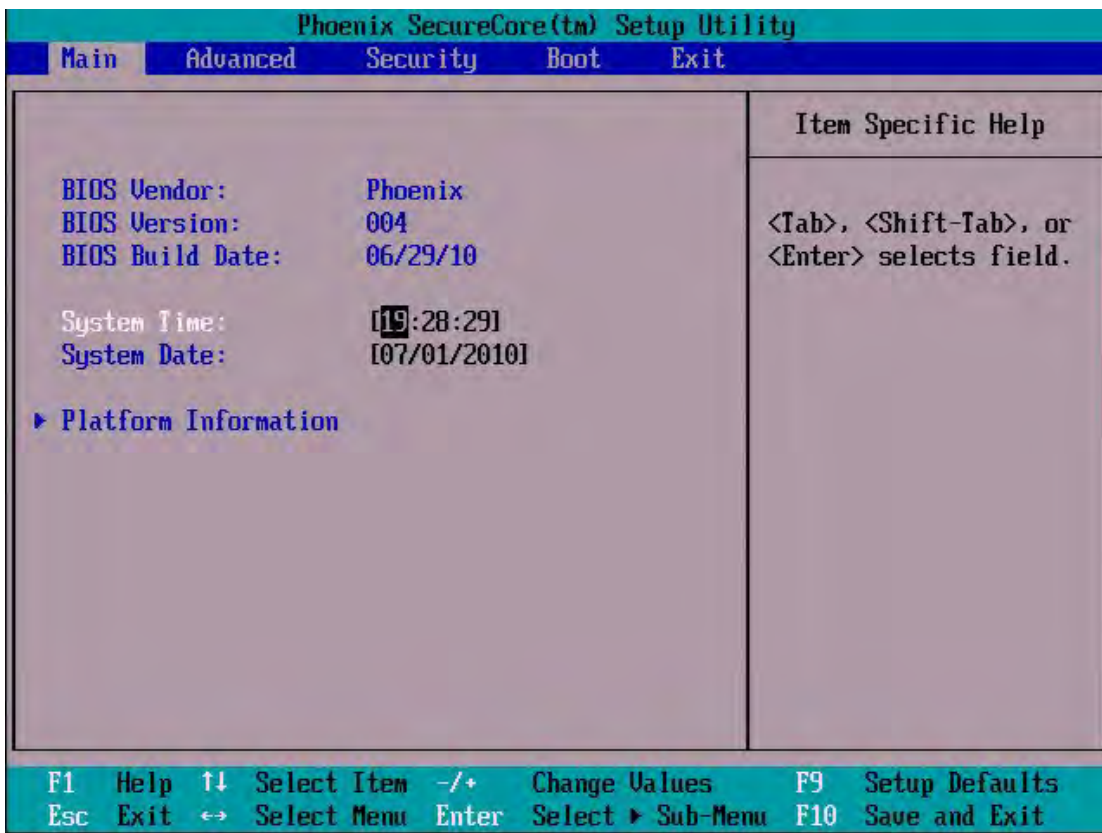 Phoenix SecureCore(tm) Setup Utility
Main Advanced Security Boot Exit
Item Specific Help
BIOS Vendor: Phoenix
BIOS Version: 004
BIOS Build Date: 06/29/10
<Tab>, <Shift-Tab>, or
<Enter> selects field.
System Time: [19:28:29]
System Date: [07/01/2010]
▶ Platform Information
F1 Help ↑↓ Select Item -/+ Change Values F9 Setup Defaults
Esc Exit ↔ Select Menu Enter Select ▶ Sub-Menu F10 Save and Exit